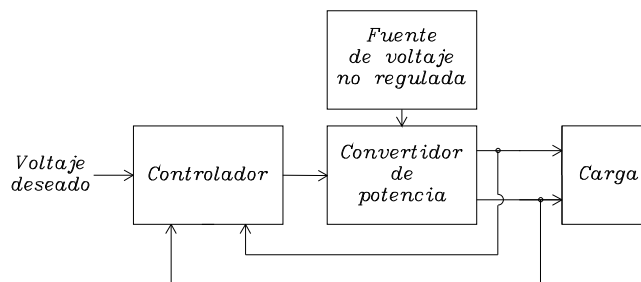 Fuente
de voltaje
no regulada
Voltaje
deseado
Controlador
Convertidor
de
potencia
Carga